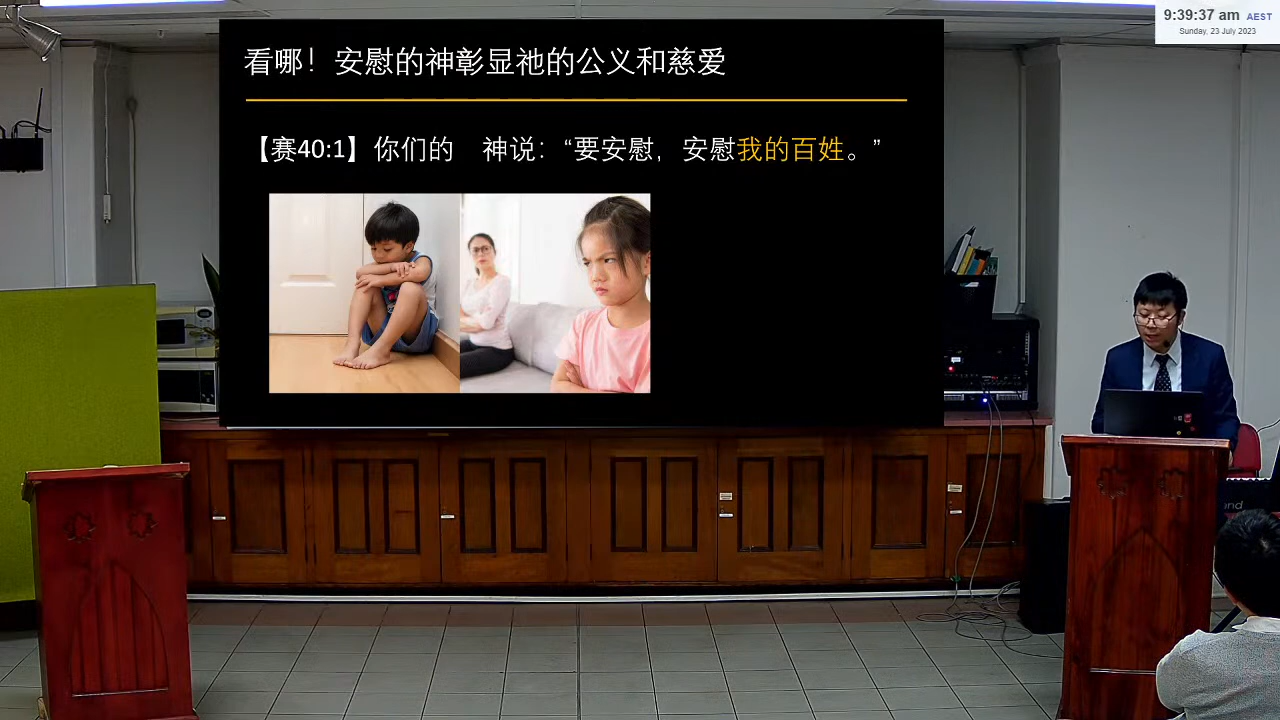 9:39:37 am AEST
Sunday, 23 July 2023
看哪！安慰的神彰显祂的公义和慈爱
【赛40:1】你们的　神说：“要安慰，安慰我的百姓。”